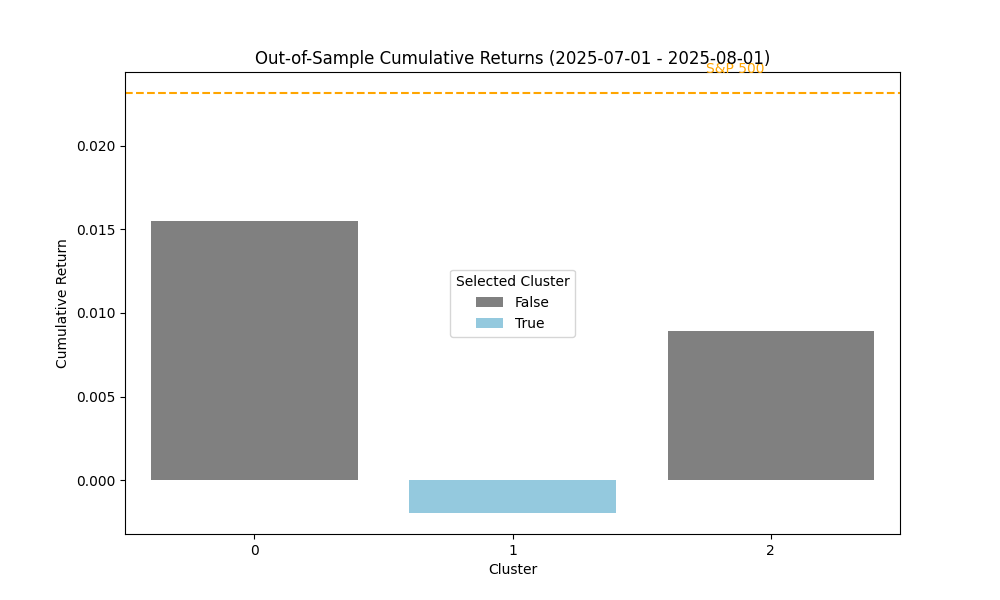 Out-of-Sample Cumulative Returns (2025-07-01 - 2025-08-01)
S&P 500
0.020
0.015
0.010
0.005
0.000
Cumulative Return
Selected Cluster
False
True
0 1 2
Cluster